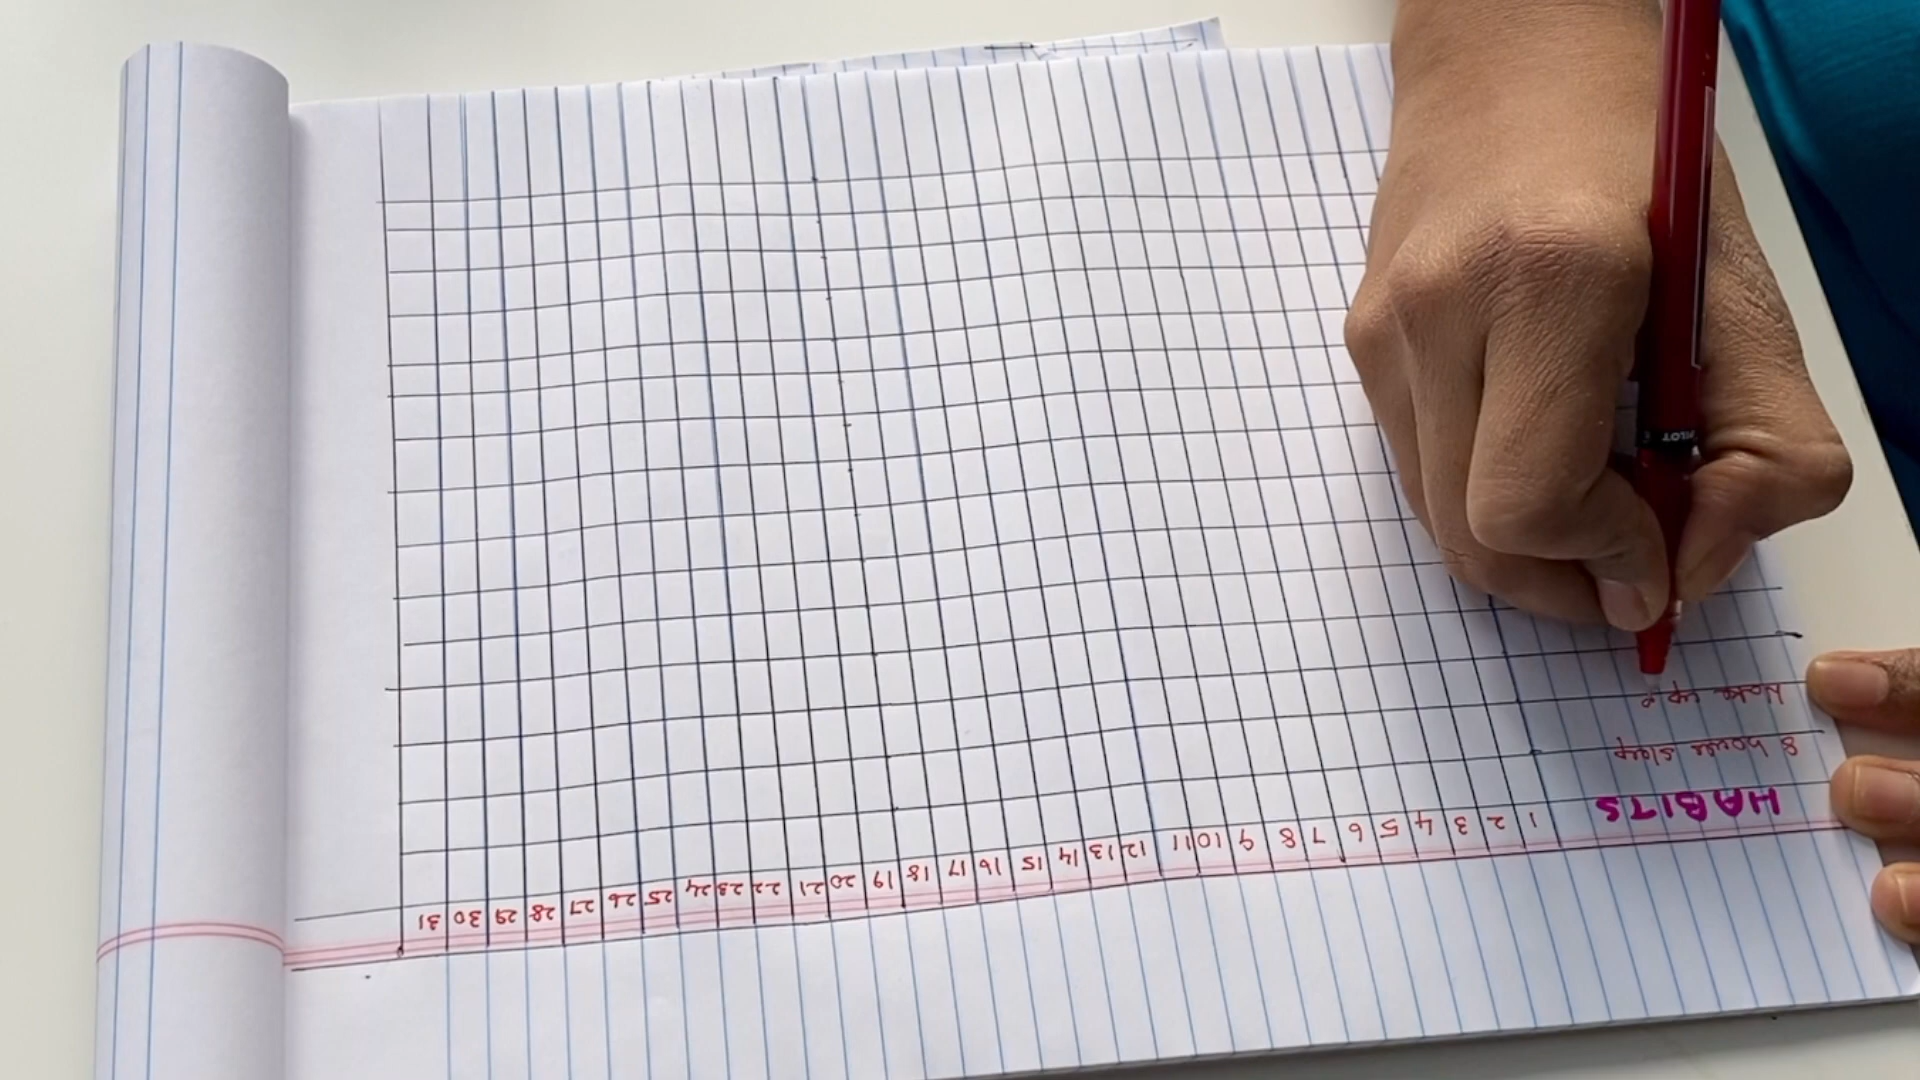 HABITS 1 2 3 4 5 6 7 8 9 10 11 12 13 14 15 16 17 18 19 20 21 22 23 24 25 26 27 28 29 30 31
8 hours sleep
Wake up
PILOT